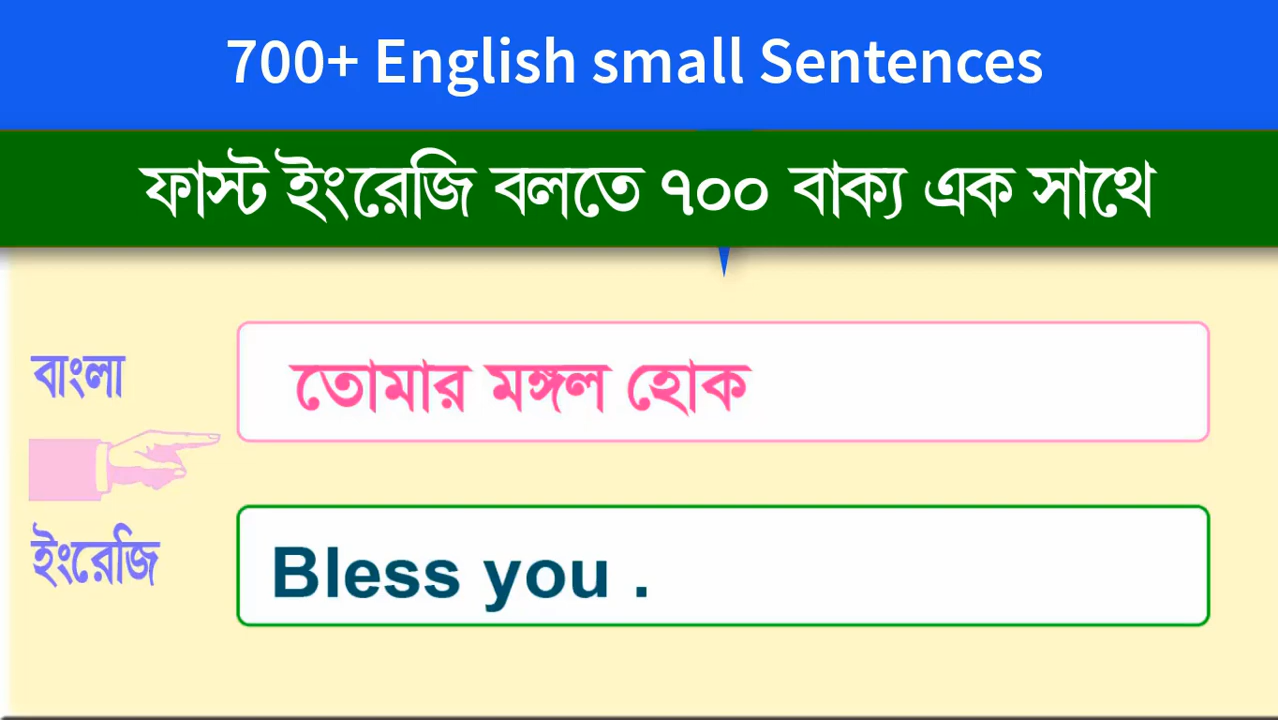 700+ English small Sentences
ফাস্ট ইংরেজি বলতে ৭০০ বাক্য এক সাথে
বাংলা
তোমার মঙ্গল হোক
ইংরেজি
Bless you .